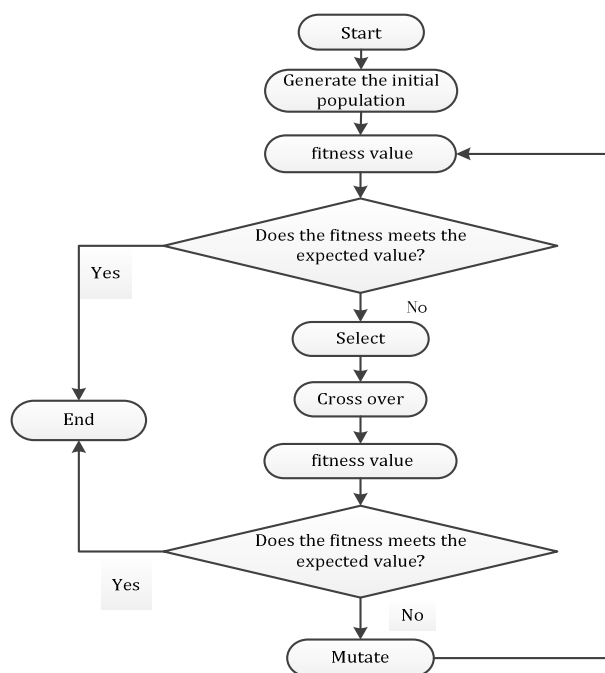 Start
Generate the initial
population
fitness value
Does the fitness meets the
expected value?
Yes
No
Select
Cross over
End
fitness value
Does the fitness meets the
expected value?
Yes
No
Mutate